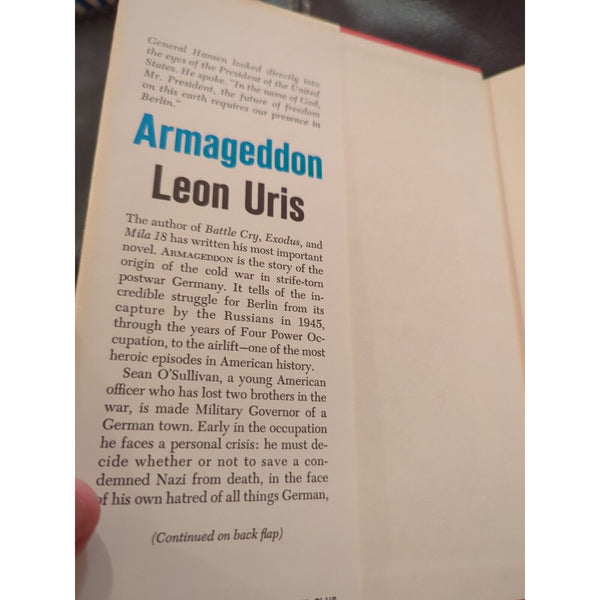 General Hansen looked directly into
the eyes of the President of the United
States. He spoke. "In the name of God,
Mr. President, the future of freedom
on this earth requires our presence in
Berlin."
Armageddon
Leon Uris
The author of Battle Cry, Exodus, and
Mila 18 has written his most important
novel. ARMAGEDDON is the story of the
origin of the cold war in strife-torn
postwar Germany. It tells of the in-
credible struggle for Berlin from its
capture by the Russians in 1945,
through the years of Four Power Oc-
cupation, to the airlift—one of the most
heroic episodes in American history.
Sean O'Sullivan, a young American
officer who has lost two brothers in the
war, is made Military Governor of a
German town. Early in the occupation
he faces a personal crisis: he must de-
cide whether or not to save a con-
demned Nazi from death, in the face
of his own hatred of all things German,
(Continued on back flap)